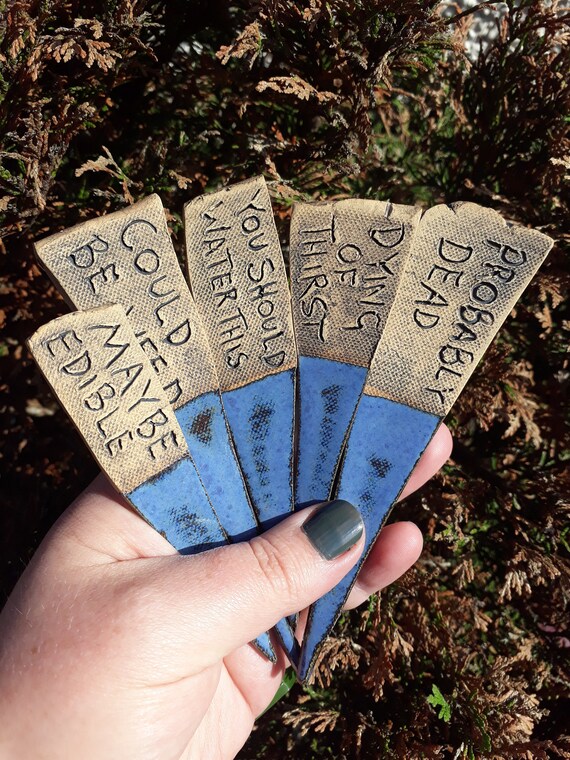 MAYBE
EDIBLE
COULD
BE
YOU SHOULD
WATER THIS
DYING
OF
THIRST
PROBABLY
DEAD